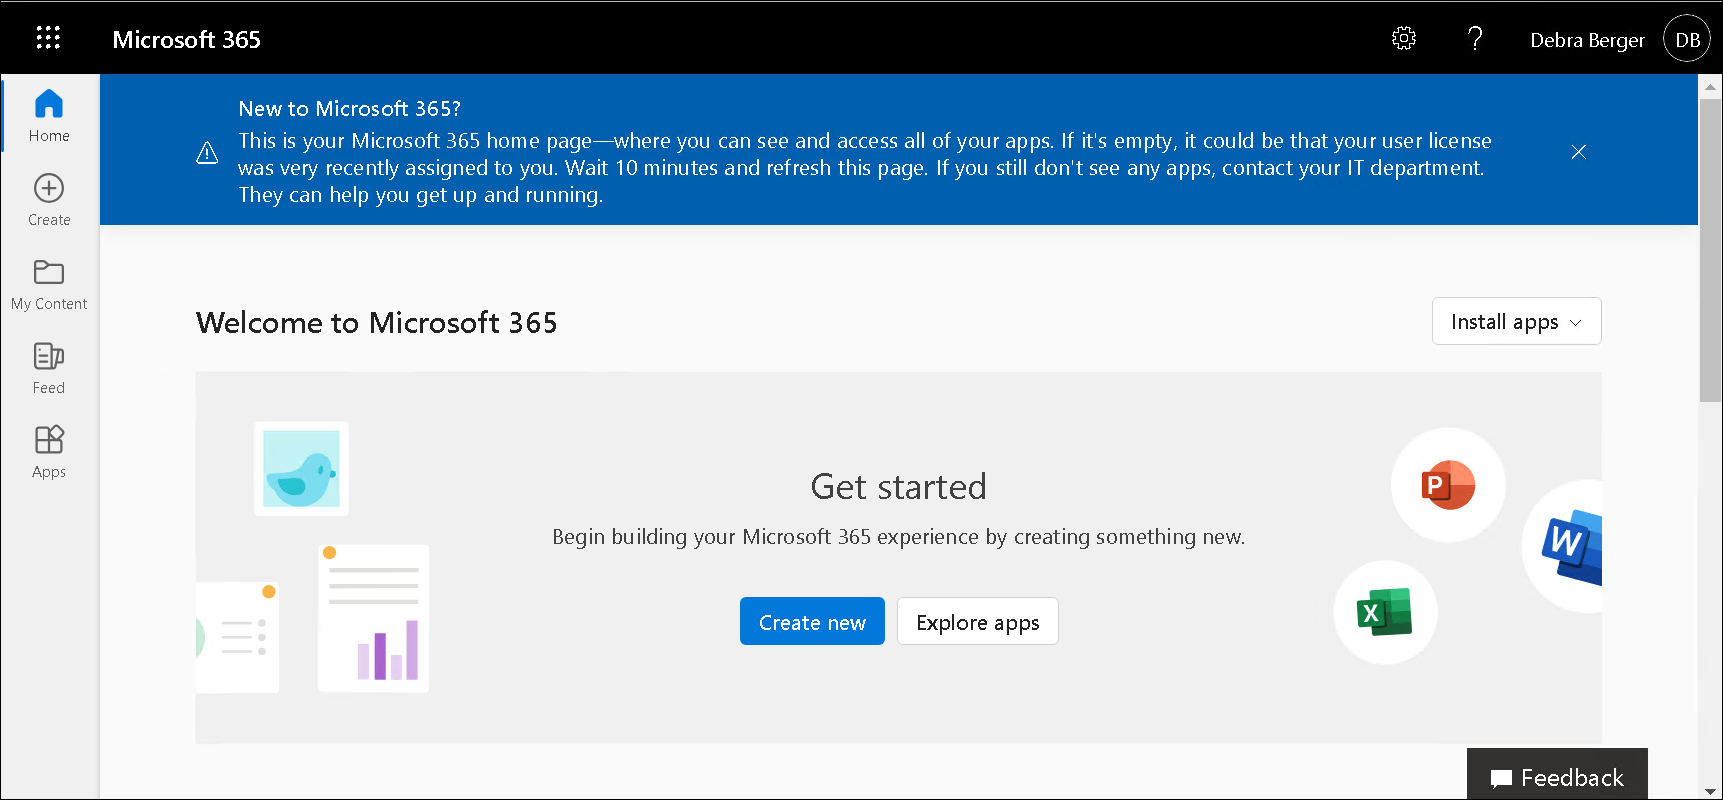 Microsoft 365
Debra Berger
DB
Home
Create
My Content
Feed
Apps
New to Microsoft 365?
This is your Microsoft 365 home page—where you can see and access all of your apps. If it's empty, it could be that your user license
was very recently assigned to you. Wait 10 minutes and refresh this page. If you still don't see any apps, contact your IT department.
They can help you get up and running.
Welcome to Microsoft 365
Install apps
Get started
Begin building your Microsoft 365 experience by creating something new.
Create new
Explore apps
P
W
X
Feedback